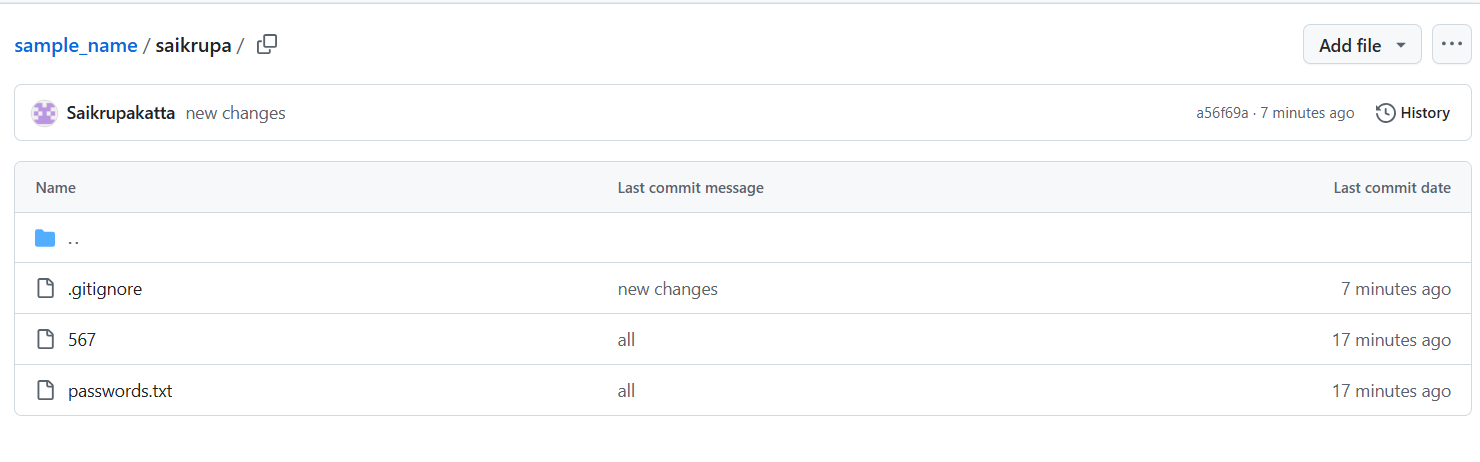 sample_name / saikrupa / Add file ...
Saikrupakatta new changes a56f69a · 7 minutes ago History
Name Last commit message Last commit date
..
.gitignore new changes 7 minutes ago
567 all 17 minutes ago
passwords.txt all 17 minutes ago